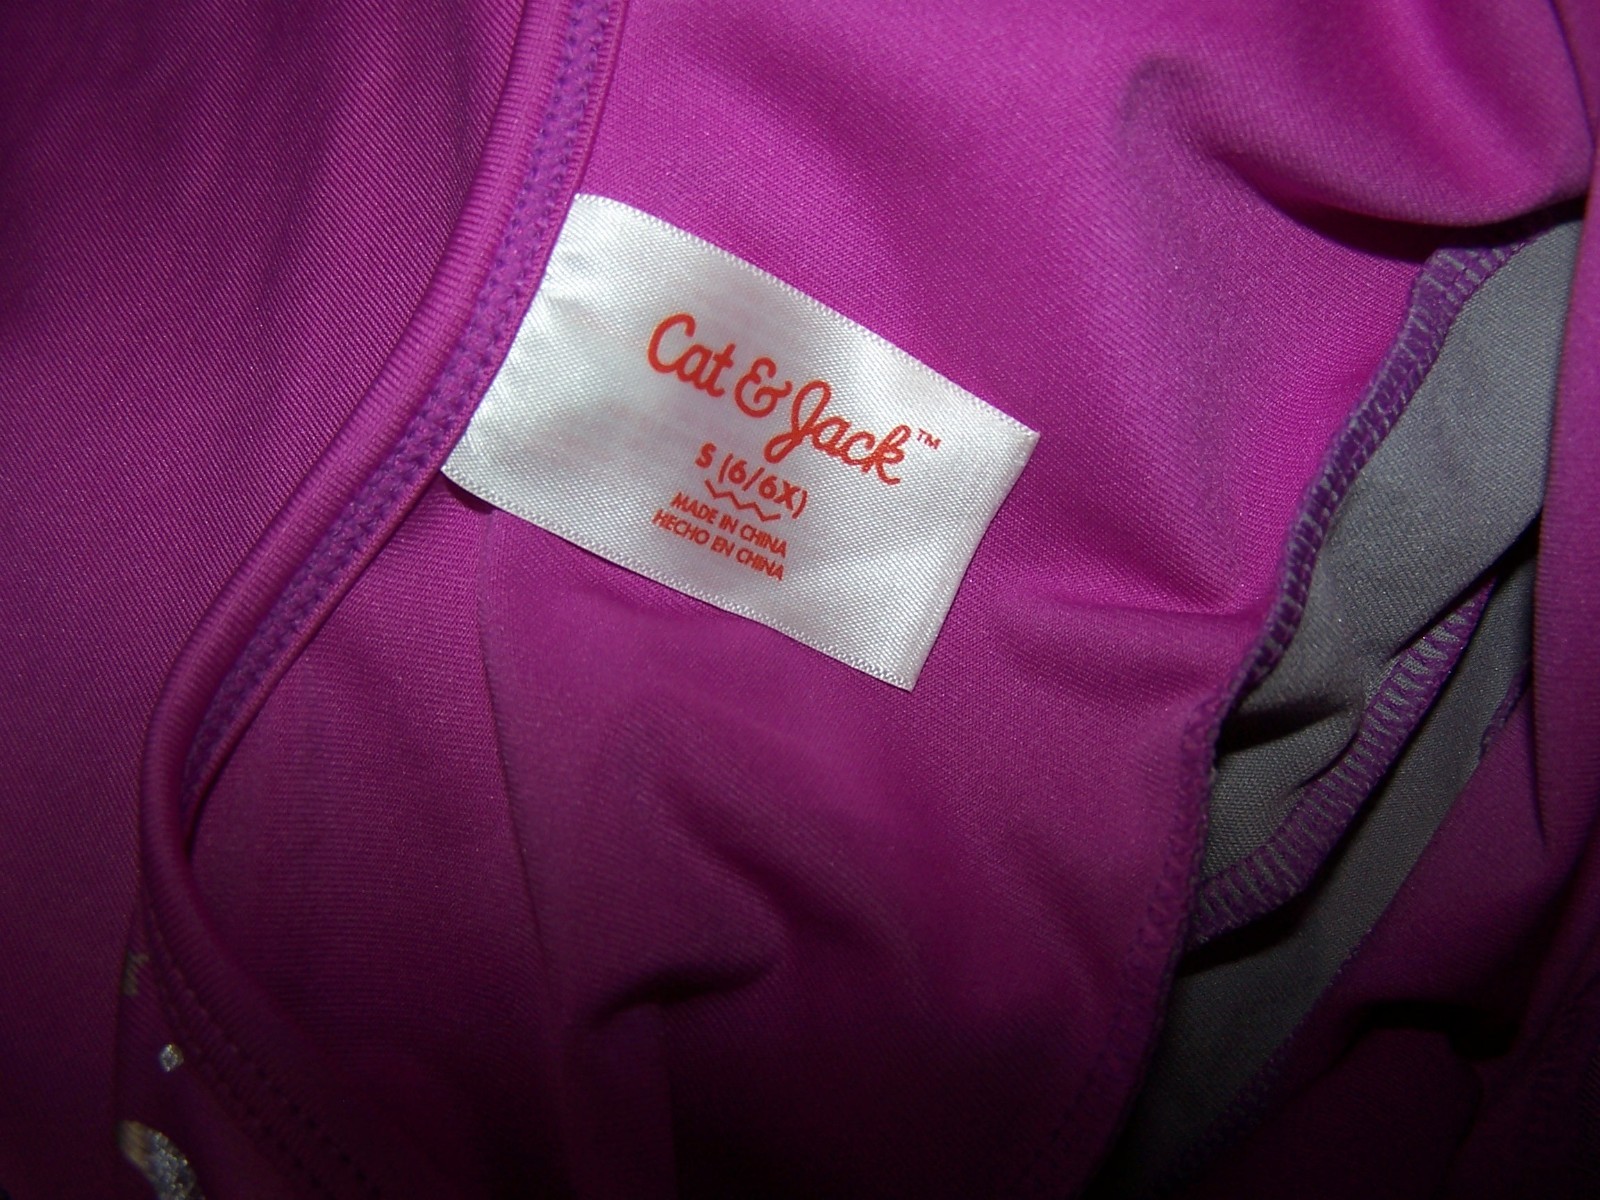 Cat & Jack™
S (6/6X)
MADE IN CHINA
HECHO EN CHINA